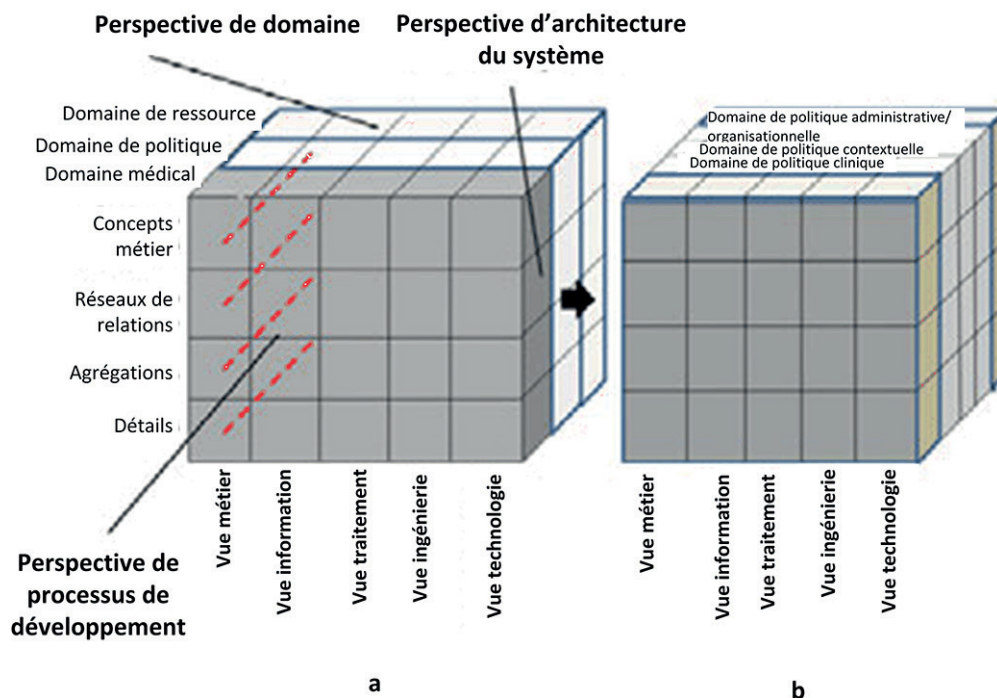 Perspective de domaine
Perspective d’architecture
du système
Domaine de ressource
Domaine de politique
Domaine médical
Concepts
métier
Réseaux de
relations
Agrégations
Détails
Vue métier
Vue information
Vue traitement
Vue ingénierie
Vue technologie
Perspective de
processus de
développement
a
Domaine de politique administrative/
organisationnelle
Domaine de politique contextuelle
Domaine de politique clinique
Vue métier
Vue information
Vue traitement
Vue ingénierie
Vue technologie
b